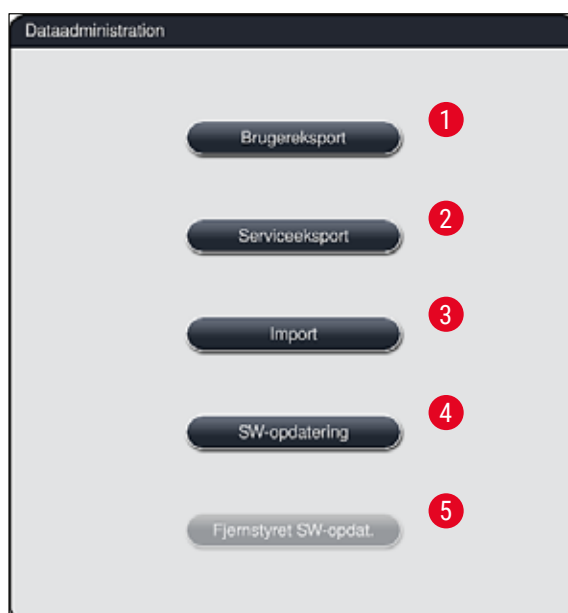 Dataadministration
Brugereksport 1
Serviceeksport 2
Import 3
SW-opdatering 4
Fjernstyret SW-opdat. 5